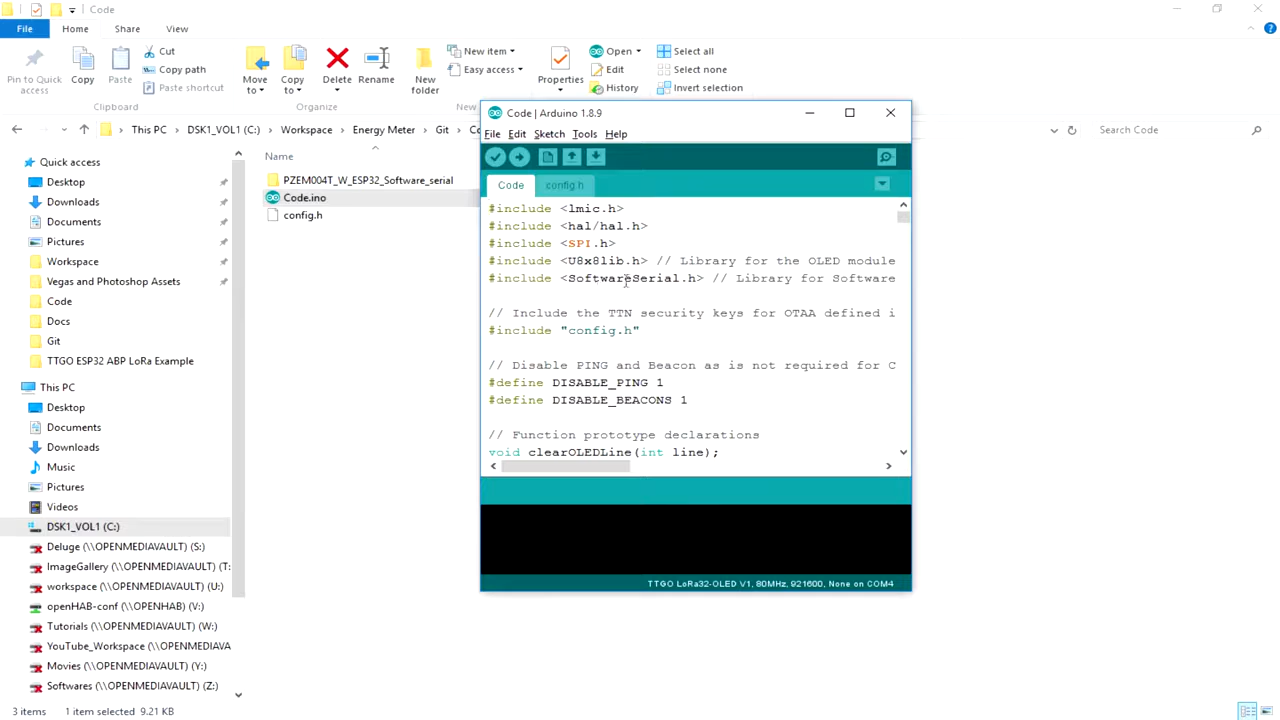 Code
File
Home
Share
View
Pin to Quick access
Copy
Paste
Cut
Copy path
Paste shortcut
Clipboard
Move to
Copy to
Delete
Rename
Organize
New folder
New item
Easy access
New
Properties
Open
Edit
History
Select all
Select none
Invert selection
This PC
DSK1_VOL1 (C:)
Workspace
Energy Meter
Git
Search Code
Quick access
Desktop
Downloads
Documents
Pictures
Workspace
Vegas and Photoshop Assets
Code
Docs
Git
TTGO ESP32 ABP LoRa Example
This PC
Desktop
Documents
Downloads
Music
Pictures
Videos
DSK1_VOL1 (C:)
Deluge (\\OPENMEDIAVAULT) (S:)
ImageGallery (\\OPENMEDIAVAULT) (T:
workspace (\\OPENMEDIAVAULT) (U:)
openHAB-conf (\\OPENHAB) (V:)
Tutorials (\\OPENMEDIAVAULT) (W:)
YouTube_Workspace (\\OPENMEDIAVA
Movies (\\OPENMEDIAVAULT) (Y:)
Softwares (\\OPENMEDIAVAULT) (Z:)
Name
PZEM004T_W_ESP32_Software_serial
Code.ino
config.h
Code | Arduino 1.8.9
File Edit Sketch Tools Help
Code
config.h
#include <lmic.h>
#include <hal/hal.h>
#include <SPI.h>
#include <U8x8lib.h> // Library for the OLED module
#include <SoftwareSerial.h> // Library for Software
// Include the TTN security keys for OTAA defined i
#include "config.h"
// Disable PING and Beacon as is not required for C
#define DISABLE_PING 1
#define DISABLE_BEACONS 1
// Function prototype declarations
void clearOLEDLine(int line);
TTGO LoRa32-OLED V1, 80MHz, 921600, None on COM4
3 items
1 item selected 9.21 KB